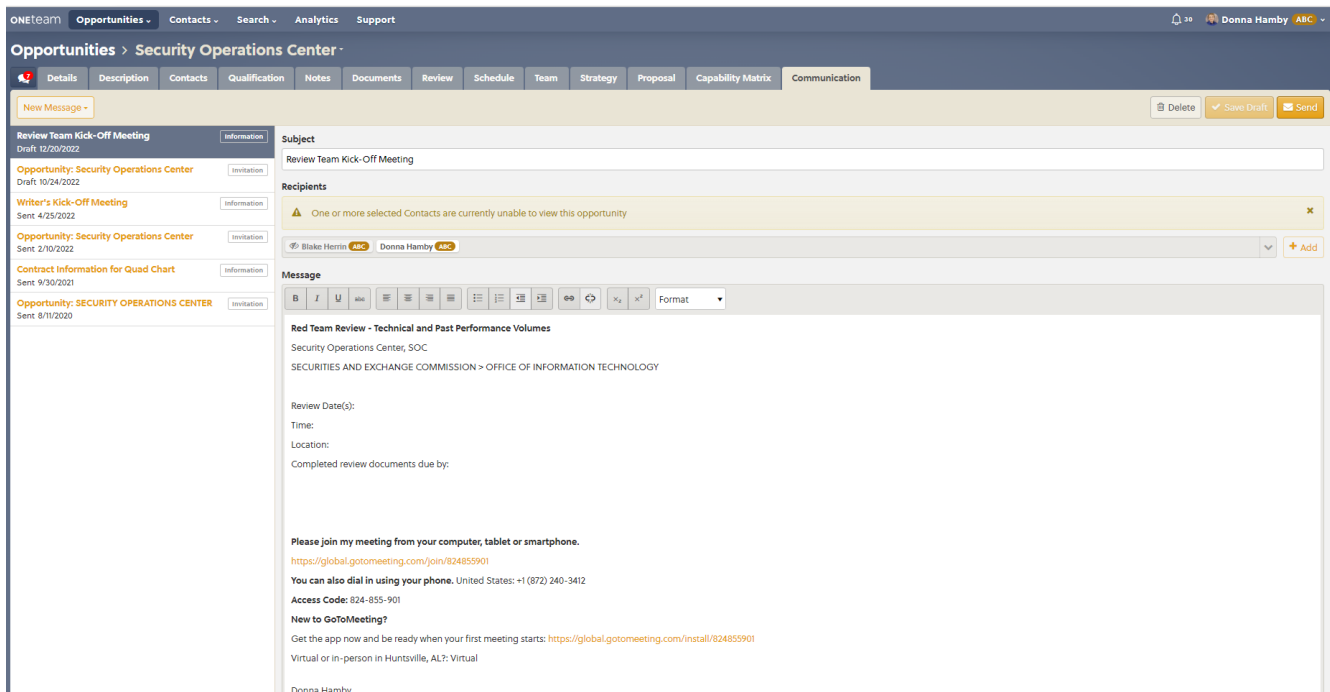 ONEteam Opportunities Contacts Search Analytics Support 30 Donna Hamby ABC
Opportunities > Security Operations Center
7 Details Description Contacts Qualification Notes Documents Review Schedule Team Strategy Proposal Capability Matrix Communication
New Message Delete Save Draft Send
Review Team Kick-Off Meeting Information
Draft 12/20/2022
Opportunity: Security Operations Center Invitation
Draft 10/24/2022
Writer's Kick-Off Meeting Information
Sent 4/25/2022
Opportunity: Security Operations Center Invitation
Sent 2/10/2022
Contract Information for Quad Chart Information
Sent 9/30/2021
Opportunity: SECURITY OPERATIONS CENTER Invitation
Sent 8/11/2020
Subject
Review Team Kick-Off Meeting
Recipients
One or more selected Contacts are currently unable to view this opportunity
Blake Herrin ABC Donna Hamby ABC + Add
Message
B I U abc x₂ x² Format
Red Team Review - Technical and Past Performance Volumes
Security Operations Center, SOC
SECURITIES AND EXCHANGE COMMISSION > OFFICE OF INFORMATION TECHNOLOGY
Review Date(s):
Time:
Location:
Completed review documents due by:
Please join my meeting from your computer, tablet or smartphone.
https://global.gotomeeting.com/join/824855901
You can also dial in using your phone. United States: +1 (872) 240-3412
Access Code: 824-855-901
New to GoToMeeting?
Get the app now and be ready when your first meeting starts: https://global.gotomeeting.com/install/824855901
Virtual or in-person in Huntsville, AL?: Virtual
Donna Hamby